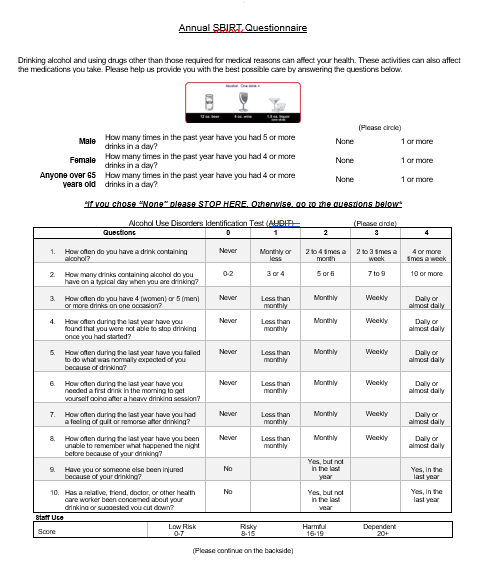 Annual SBIRT Questionnaire
Drinking alcohol and using drugs other than those required for medical reasons can affect your health. These activities can also affect
the medications you take. Please help us provide you with the best possible care by answering the questions below.
Alcohol: One drink =
12 oz. beer 5 oz. wine 1.5 oz. liquor
(Please circle)
Male How many times in the past year have you had 5 or more drinks in a day? None 1 or more
Female How many times in the past year have you had 4 or more drinks in a day? None 1 or more
Anyone over 65 years old How many times in the past year have you had 4 or more drinks in a day? None 1 or more
*If you chose "None" please STOP HERE. Otherwise, go to the questions below*
Alcohol Use Disorders Identification Test (AUDIT) (Please circle)
Questions 0 1 2 3 4
1. How often do you have a drink containing alcohol? Never Monthly or less 2 to 4 times a month 2 to 3 times a week 4 or more times a week
2. How many drinks containing alcohol do you have on a typical day when you are drinking? 0-2 3 or 4 5 or 6 7 to 9 10 or more
3. How often do you have 4 (women) or 5 (men) or more drinks on one occasion? Never Less than monthly Monthly Weekly Daily or almost daily
4. How often during the last year have you found that you were not able to stop drinking once you had started? Never Less than monthly Monthly Weekly Daily or almost daily
5. How often during the last year have you failed to do what was normally expected of you because of drinking? Never Less than monthly Monthly Weekly Daily or almost daily
6. How often during the last year have you needed a first drink in the morning to get yourself going after a heavy drinking session? Never Less than monthly Monthly Weekly Daily or almost daily
7. How often during the last year have you had a feeling of guilt or remorse after drinking? Never Less than monthly Monthly Weekly Daily or almost daily
8. How often during the last year have you been unable to remember what happened the night before because of your drinking? Never Less than monthly Monthly Weekly Daily or almost daily
9. Have you or someone else been injured because of your drinking? No Yes, but not in the last year Yes, in the last year
10. Has a relative, friend, doctor, or other health care worker been concerned about your drinking or suggested you cut down? No Yes, but not in the last year Yes, in the last year
Staff Use
Score Low Risk 0-7 Risky 8-15 Harmful 16-19 Dependent 20+
(Please continue on the backside)